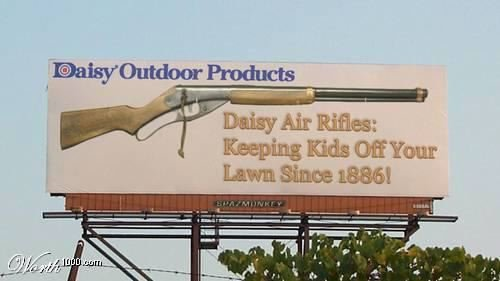 Daisy® Outdoor Products
Daisy Air Rifles:
Keeping Kids Off Your
Lawn Since 1886!
SPAZMONKEY
Worth1000.com